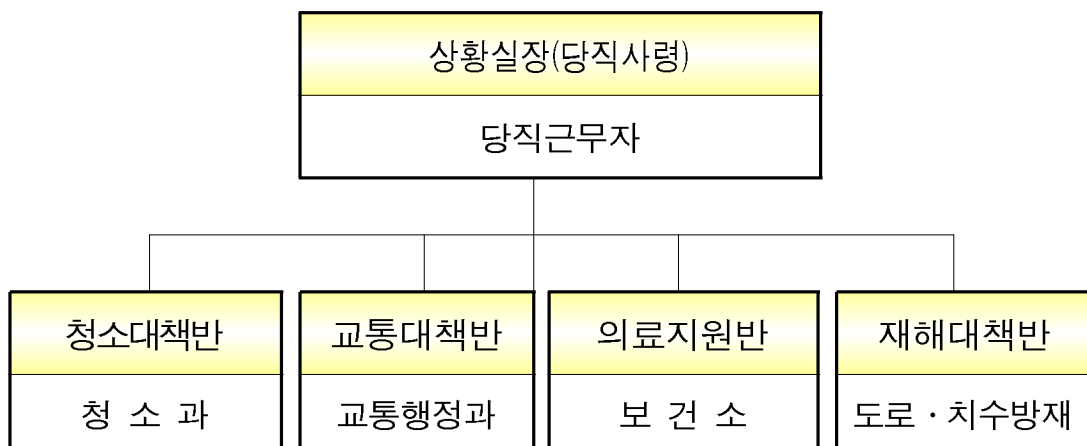 상황실장(당직사령)
당직근무자
청소대책반 교통대책반 의료지원반 재해대책반
청 소 과 교통행정과 보 건 소 도로·치수방재